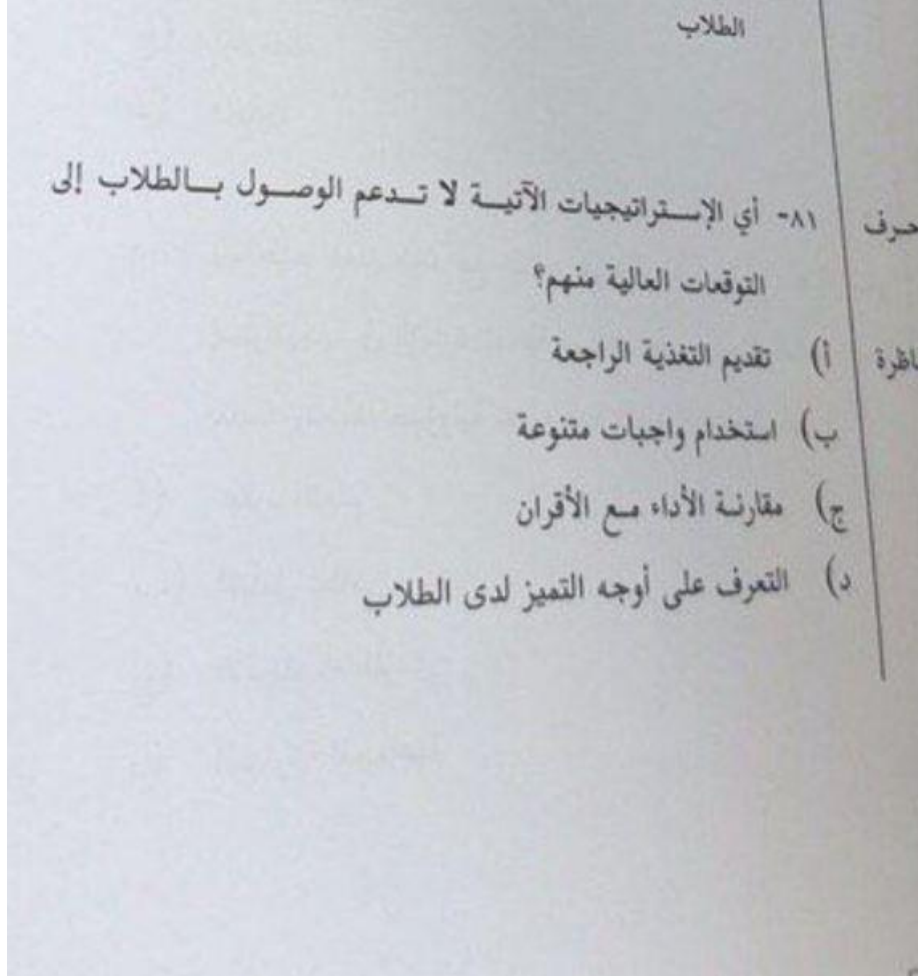 الطلاب
٨١- أي الإستراتيجيات الآتية لا تدعم الوصول بالطلاب إلى
التوقعات العالية منهم؟
أ) تقديم التغذية الراجعة
ب) استخدام واجبات متنوعة
ج) مقارنة الأداء مع الأقران
د) التعرف على أوجه التميز لدى الطلاب